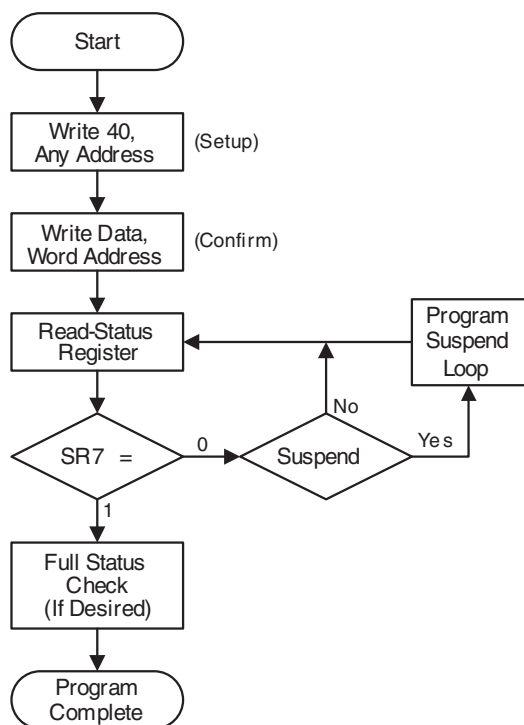 Start
Write 40,
Any Address
(Setup)
Write Data,
Word Address
(Confirm)
Read-Status
Register
Program
Suspend
Loop
No
SR7 =
0
Suspend
Yes
1
Full Status
Check
(If Desired)
Program
Complete